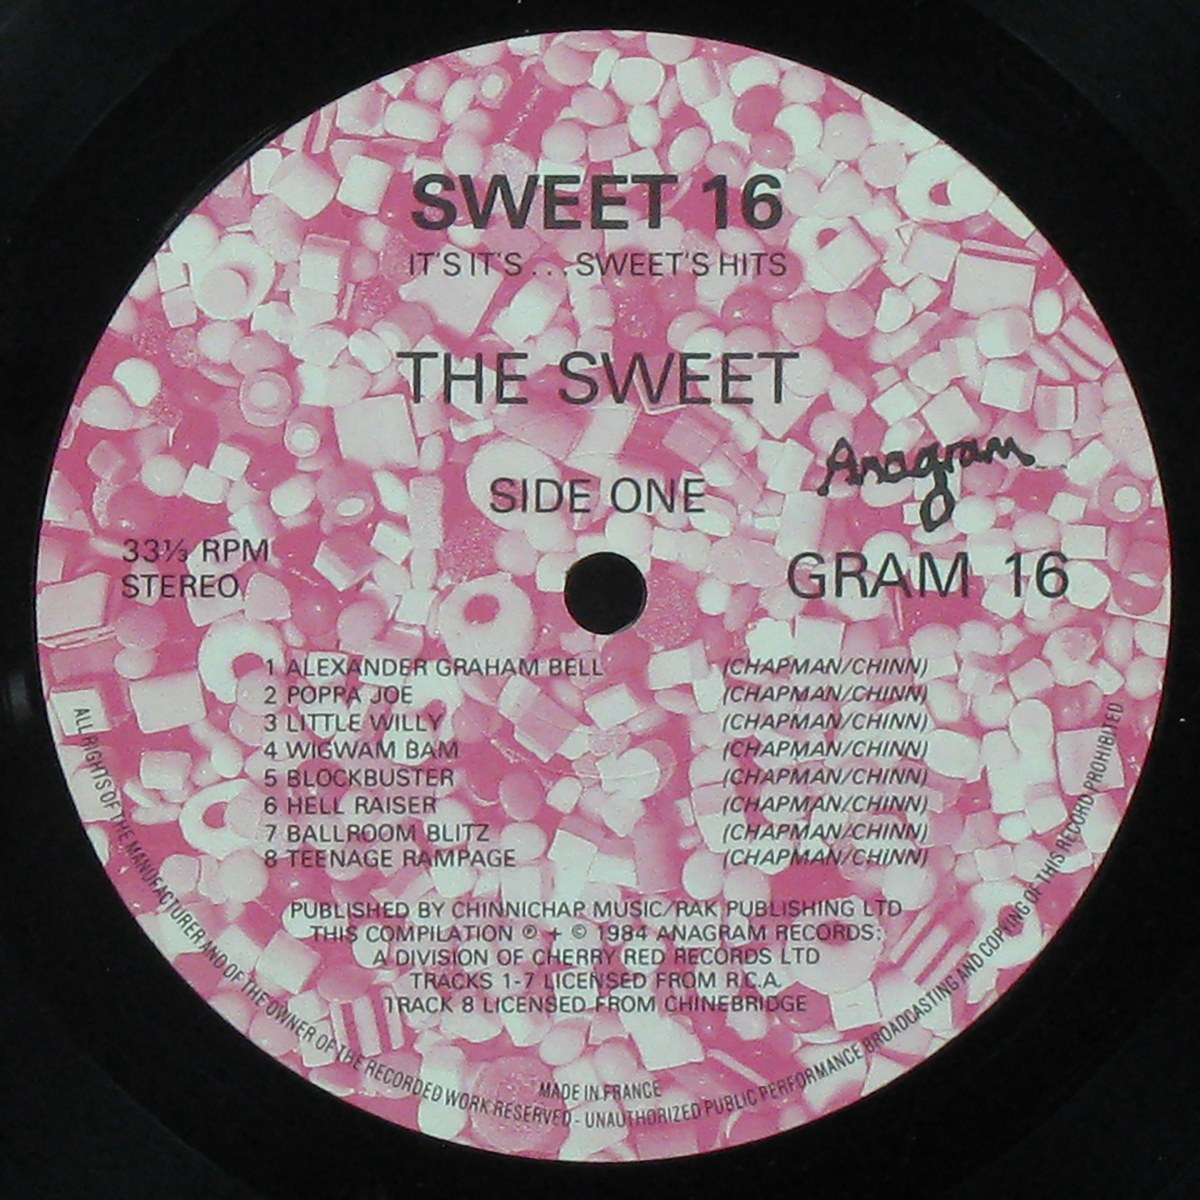 SWEET 16
IT'S IT'S ... SWEET'S HITS
THE SWEET
Anagram
SIDE ONE
33⅓ RPM
STEREO
GRAM 16
1 ALEXANDER GRAHAM BELL (CHAPMAN/CHINN)
2 POPPA JOE (CHAPMAN/CHINN)
3 LITTLE WILLY (CHAPMAN/CHINN)
4 WIGWAM BAM (CHAPMAN/CHINN)
5 BLOCKBUSTER (CHAPMAN/CHINN)
6 HELL RAISER (CHAPMAN/CHINN)
7 BALLROOM BLITZ (CHAPMAN/CHINN)
8 TEENAGE RAMPAGE (CHAPMAN/CHINN)
PUBLISHED BY CHINNICHAP MUSIC/RAK PUBLISHING LTD
THIS COMPILATION ℗ + © 1984 ANAGRAM RECORDS:
A DIVISION OF CHERRY RED RECORDS LTD
TRACKS 1-7 LICENSED FROM R.C.A.
TRACK 8 LICENSED FROM CHINEBRIDGE
MADE IN FRANCE
ALL RIGHTS OF THE MANUFACTURER AND OF THE OWNER OF THE RECORDED WORK RESERVED - UNAUTHORIZED PUBLIC PERFORMANCE BROADCASTING AND COPYING OF THIS RECORD PROHIBITED